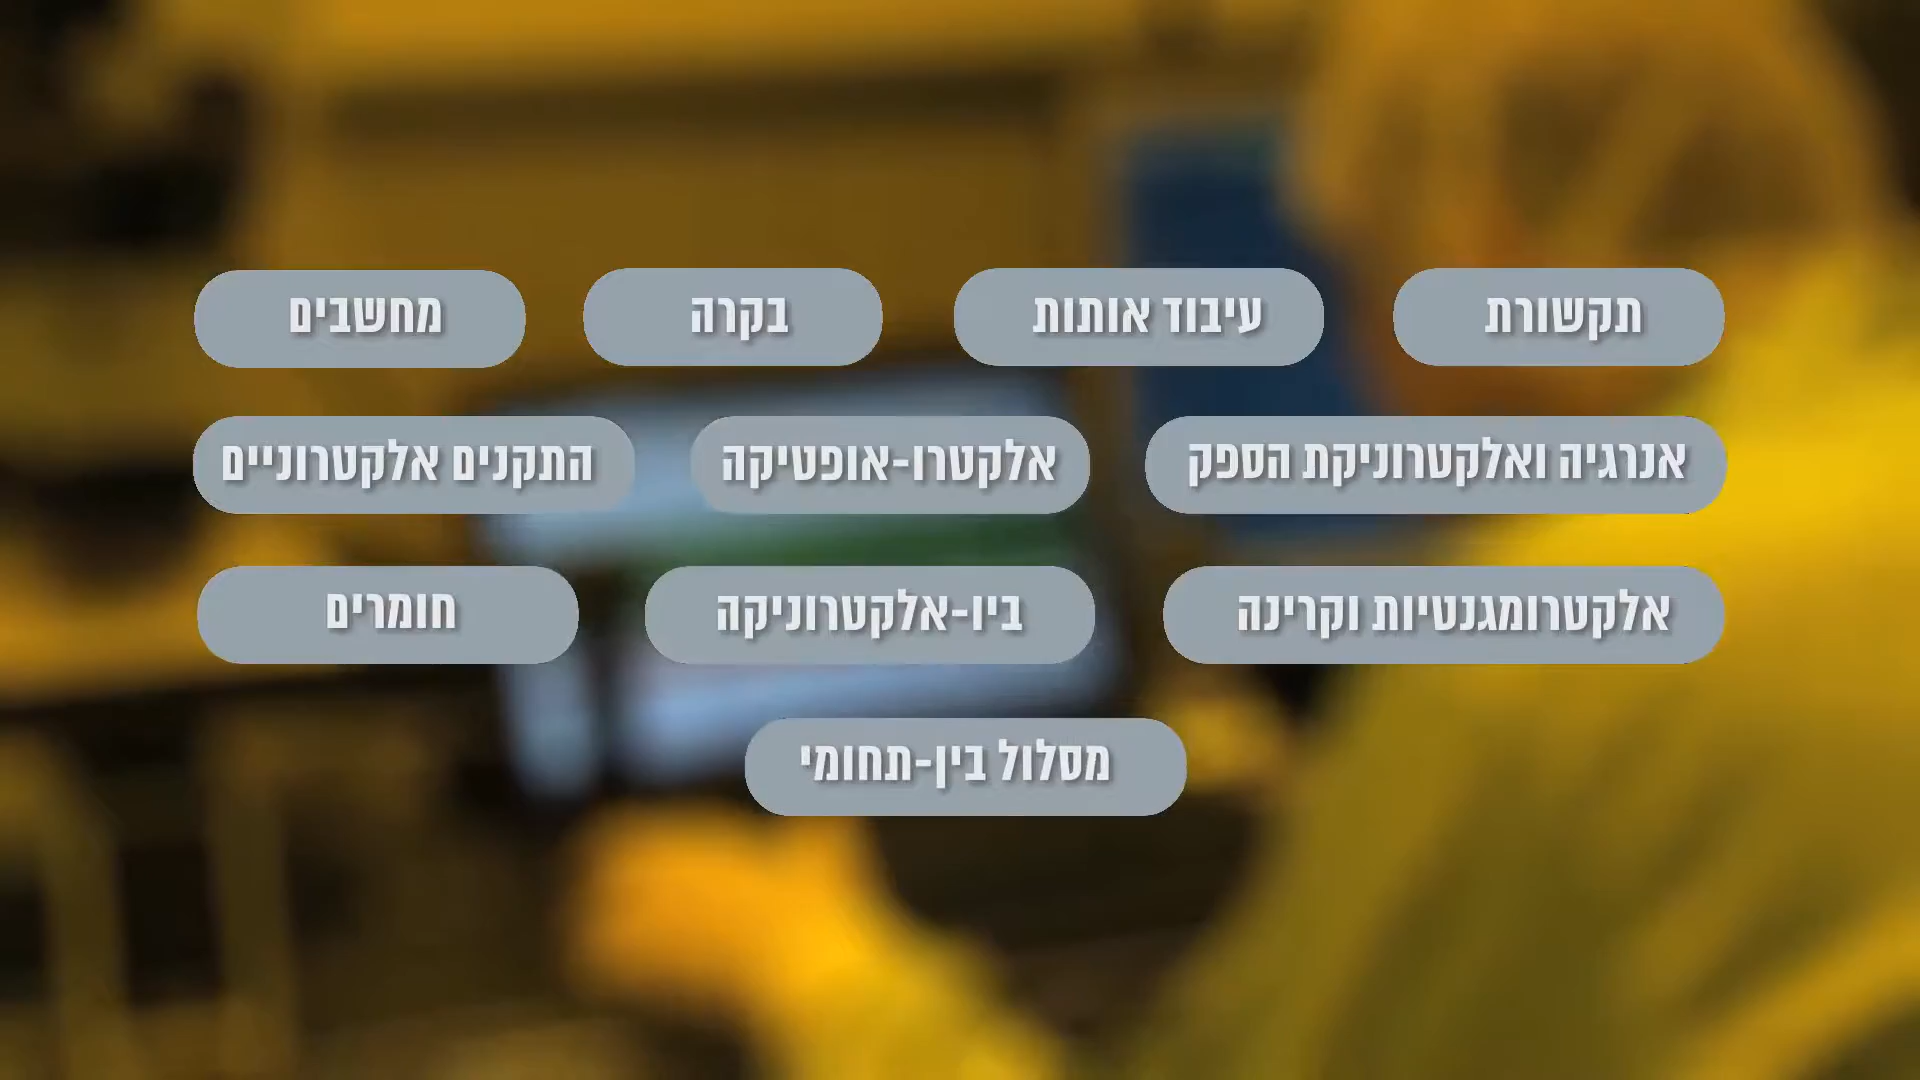 תקשורת
עיבוד אותות
בקרה
מחשבים
אנרגיה ואלקטרוניקת הספק
אלקטרו-אופטיקה
התקנים אלקטרוניים
אלקטרומגנטיות וקרינה
ביו-אלקטרוניקה
חומרים
מסלול בין-תחומי